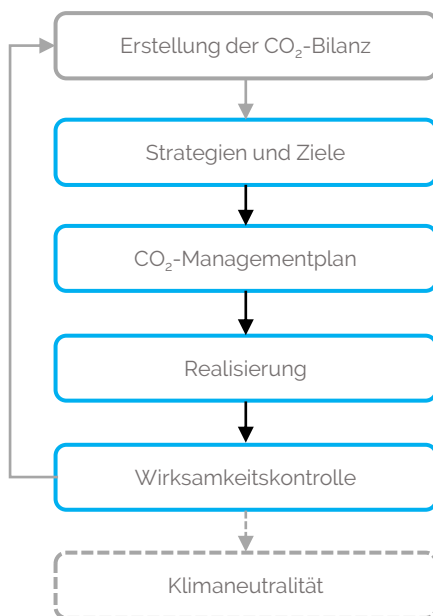 Erstellung der CO₂-Bilanz
Strategien und Ziele
CO₂-Managementplan
Realisierung
Wirksamkeitskontrolle
Klimaneutralität